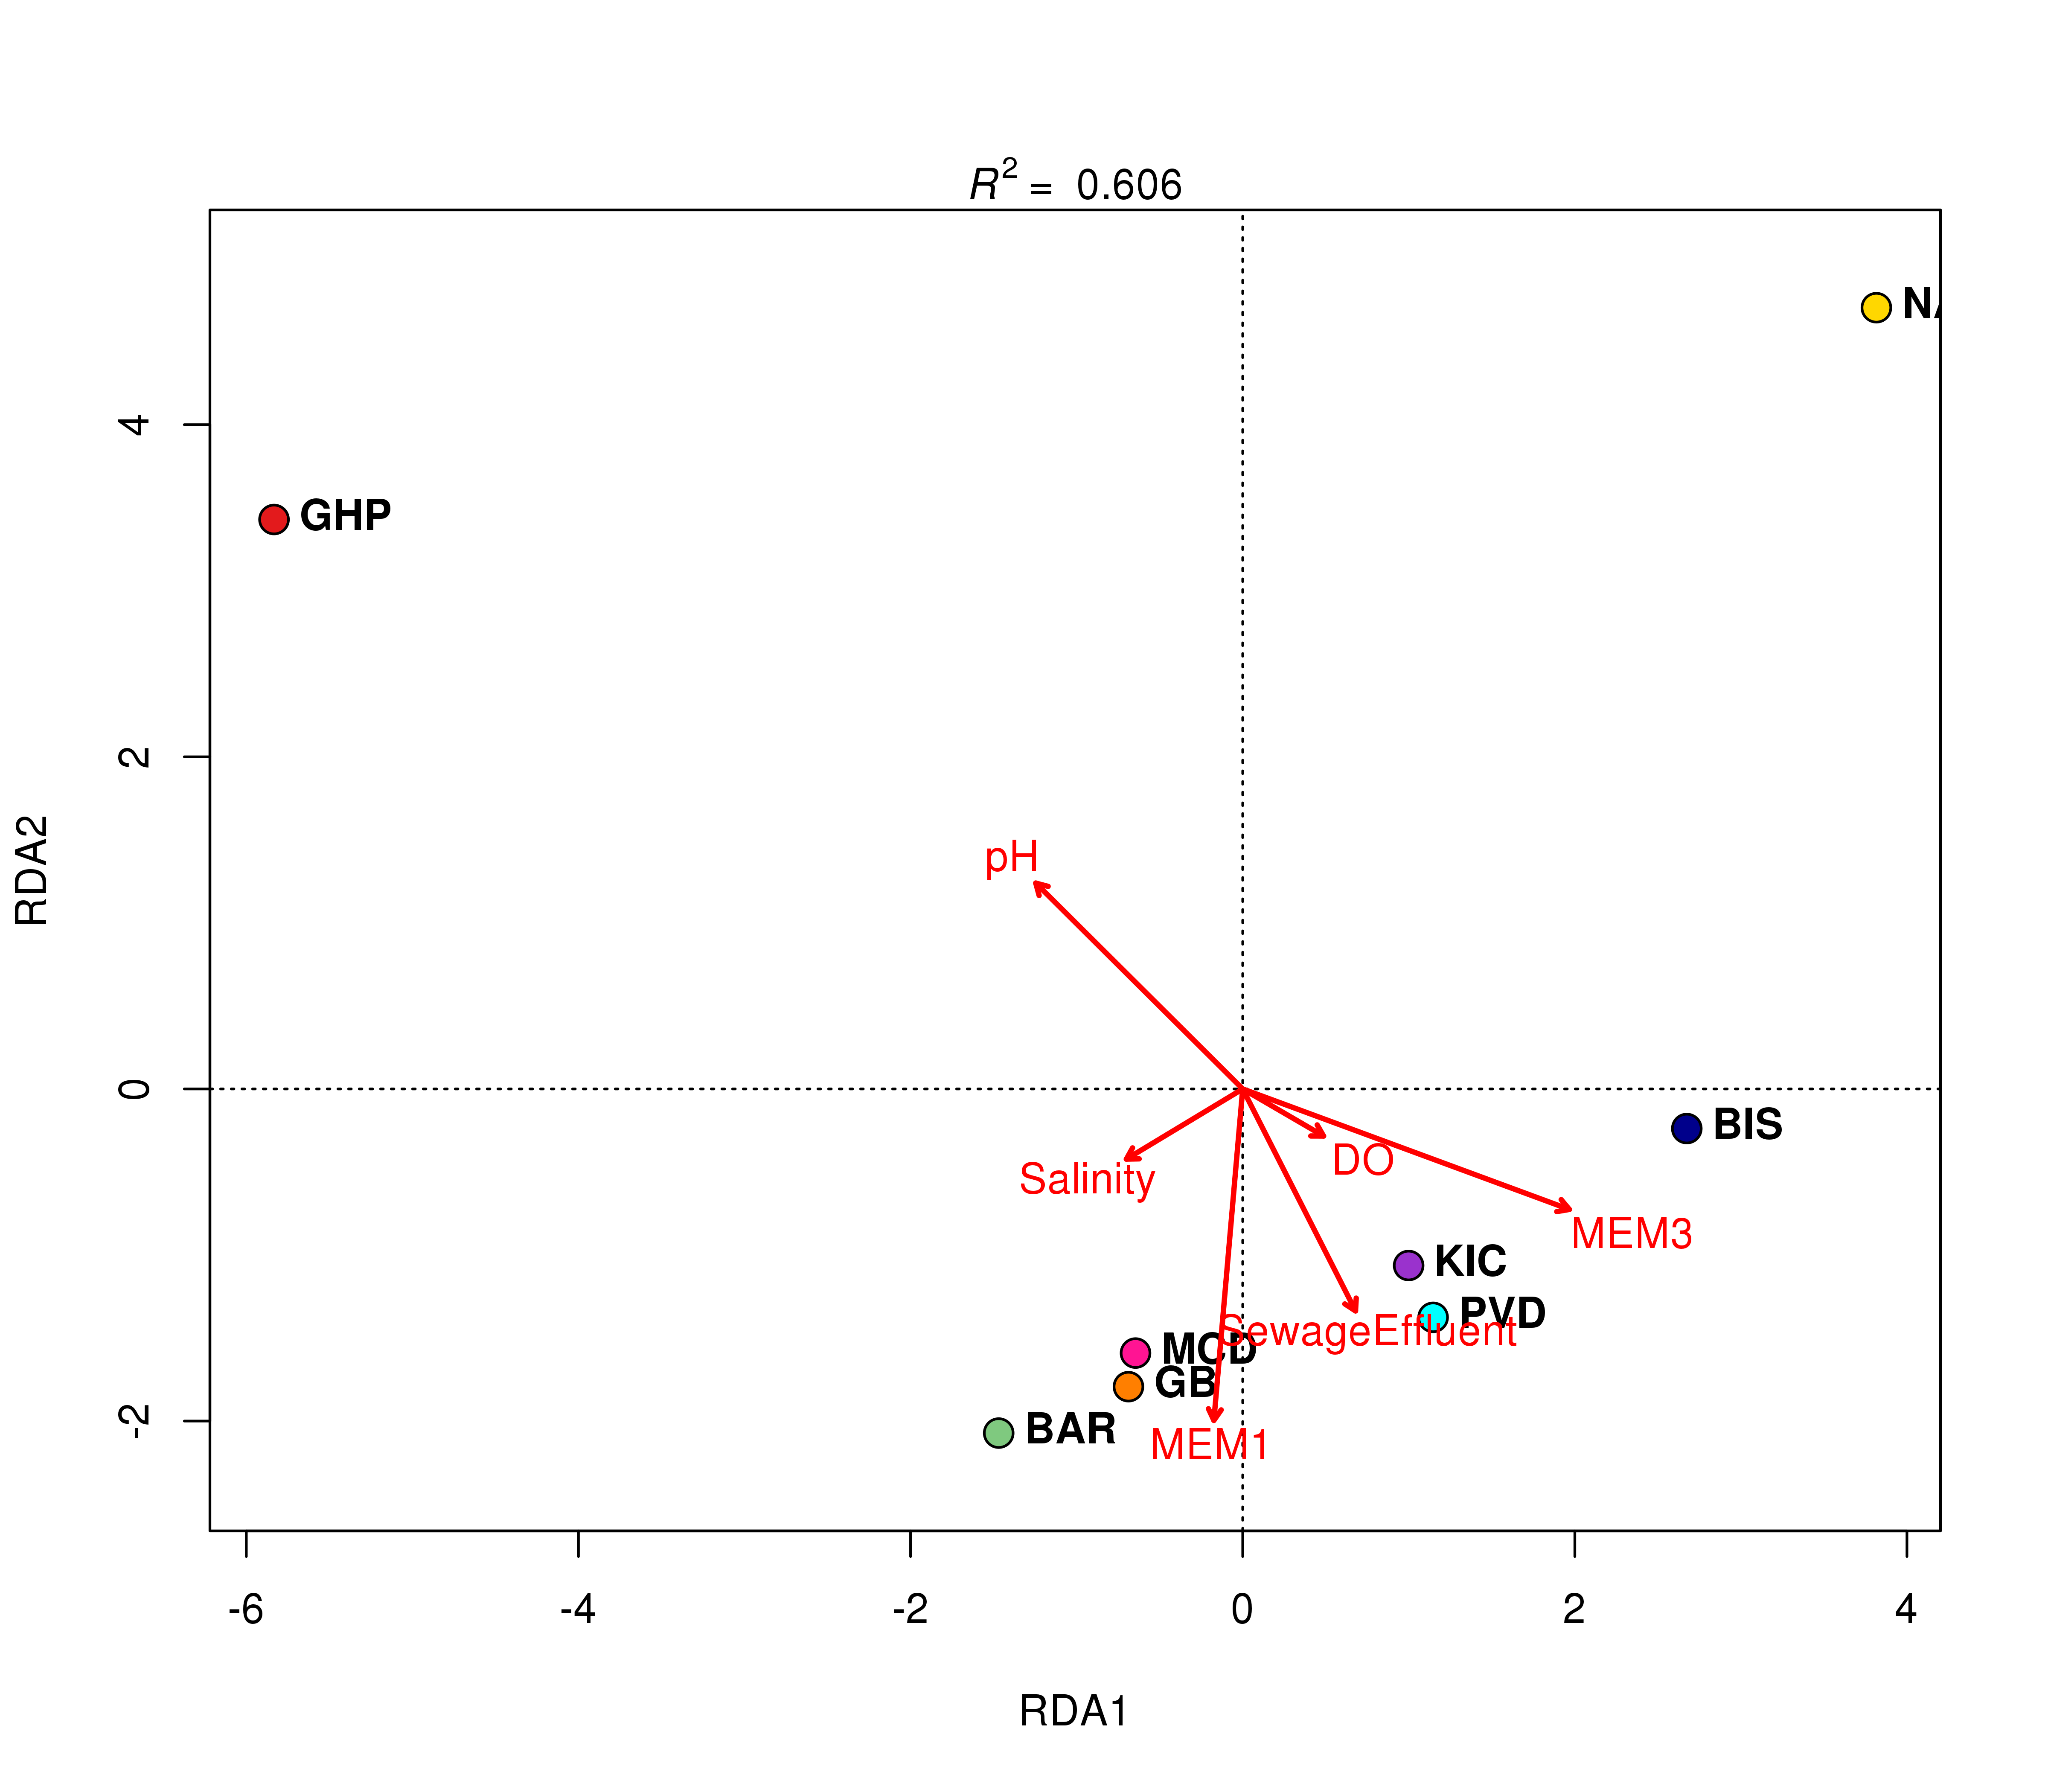 R2 = 0.606
GHP
4
2
RDA2
pH
0
BIS
DO
Salinity
MEM3
KIC
PVD
SewageEffluent
MCD
GB
BAR
MEM1
-2
-6 -4 -2 0 2 4
RDA1